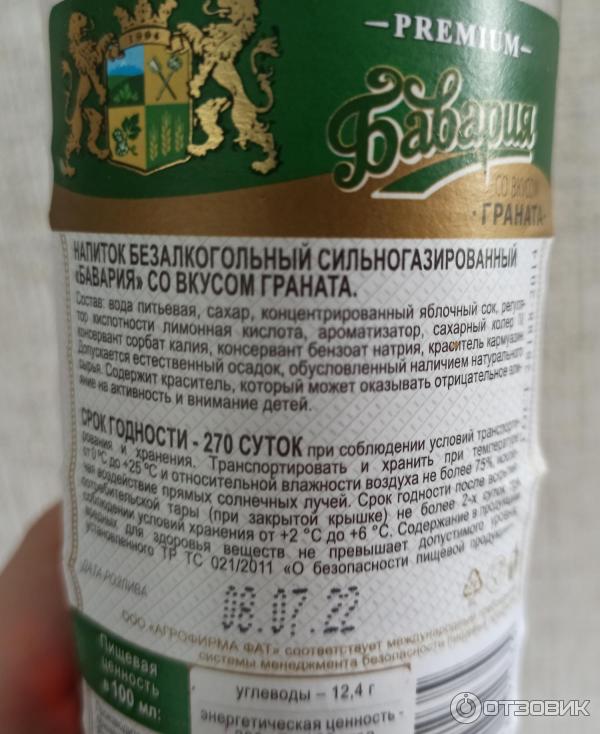 1994
PREMIUM
Бавария
СО ВКУСОМ
ГРАНАТА
НАПИТОК БЕЗАЛКОГОЛЬНЫЙ СИЛЬНОГАЗИРОВАННЫЙ
«БАВАРИЯ» СО ВКУСОМ ГРАНАТА.
Состав: вода питьевая, сахар, концентрированный яблочный сок, регуля-
тор кислотности лимонная кислота, ароматизатор, сахарный колер
консервант сорбат калия, консервант бензоат натрия, краситель кармуазин.
Допускается естественный осадок, обусловленный наличием натурального
сырья. Содержит краситель, который может оказывать отрицательное вли-
яние на активность и внимание детей.
СРОК ГОДНОСТИ - 270 СУТОК при соблюдении условий транспорти-
рования и хранения. Транспортировать и хранить при температуре
от 0 °C до +25 °C и относительной влажности воздуха не более 75%,
воздействие прямых солнечных лучей. Срок годности после вскрытия
потребительской тары (при закрытой крышке) не более 2-х суток при
соблюдении условий хранения от +2 °C до +6 °C. Содержание в продукции
вредных для здоровья веществ не превышает допустимого уровня,
установленного ТР ТС 021/2011 «О безопасности пищевой продукции»
ДАТА РОЗЛИВА
08.07.22
ООО «АГРОФИРМА ФАТ» соответствует международным
системы менеджмента безопасности
Пищевая
ценность
в 100 мл:
углеводы – 12,4 г
энергетическая ценность -
ОТЗОВИК